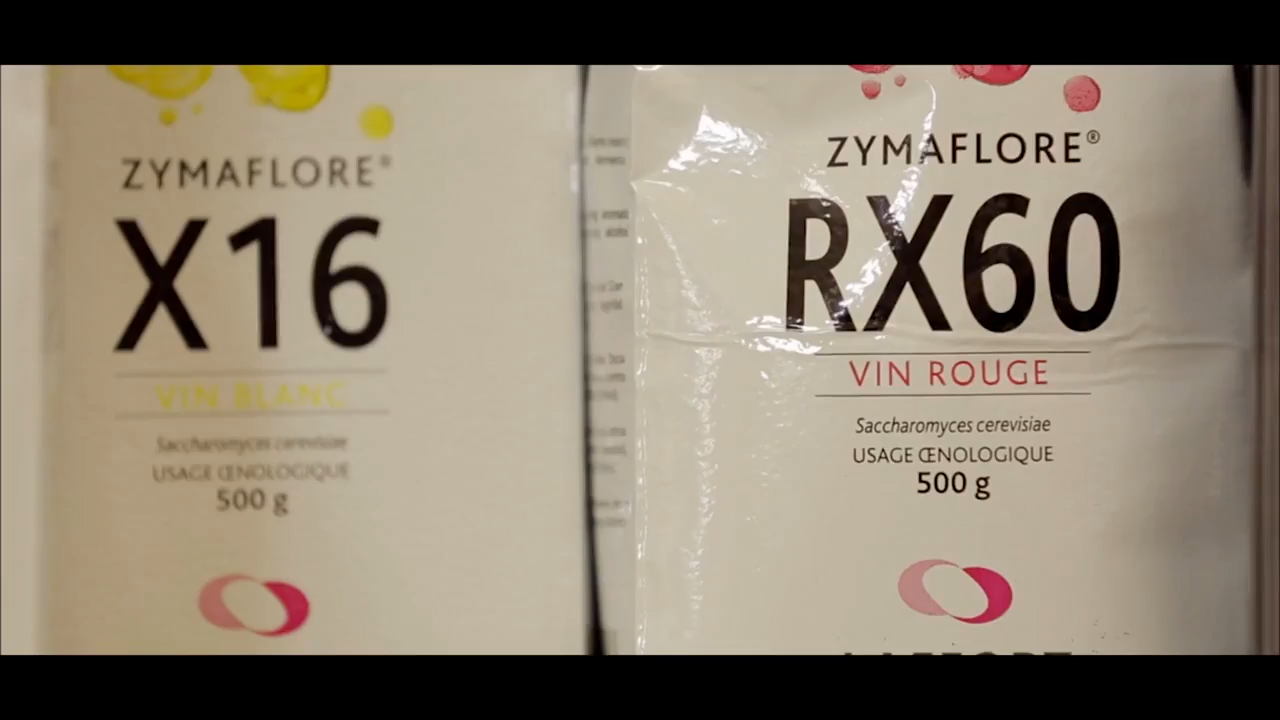 ZYMAFLORE®
X16
VIN BLANC
Saccharomyces cerevisiae
USAGE ŒNOLOGIQUE
500 g
ZYMAFLORE®
RX60
VIN ROUGE
Saccharomyces cerevisiae
USAGE ŒNOLOGIQUE
500 g